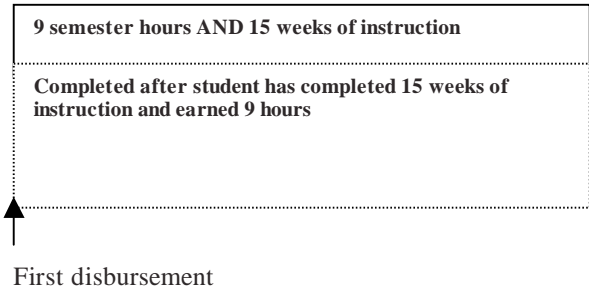 9 semester hours AND 15 weeks of instruction
Completed after student has completed 15 weeks of
instruction and earned 9 hours
First disbursement